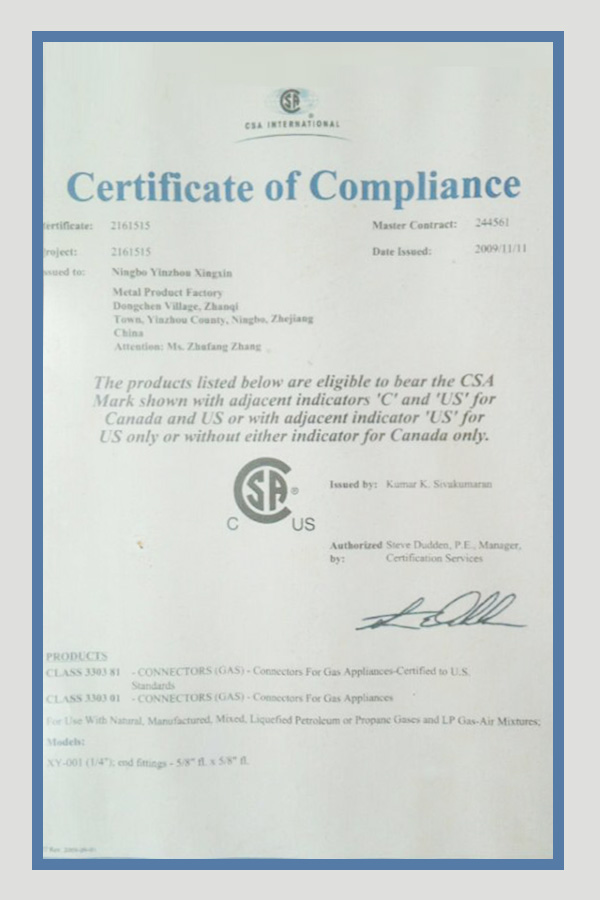 CSA INTERNATIONAL
Certificate of Compliance
ertificate: 2161515 Master Contract: 244561
roject: 2161515 Date Issued: 2009/11/11
ssued to: Ningbo Yinzhou Xingxin
Metal Product Factory
Dongchen Village, Zhanqi
Town, Yinzhou County, Ningbo, Zhejiang
China
Attention: Ms. Zhufang Zhang
The products listed below are eligible to bear the CSA
Mark shown with adjacent indicators 'C' and 'US' for
Canada and US or with adjacent indicator 'US' for
US only or without either indicator for Canada only.
SA ®
C US
Issued by: Kumar K. Sivakumaran
Authorized Steve Dudden, P.E., Manager,
by: Certification Services
PRODUCTS
CLASS 3303 81 - CONNECTORS (GAS) - Connectors For Gas Appliances-Certified to U.S.
Standards
CLASS 3303 01 - CONNECTORS (GAS) - Connectors For Gas Appliances
For Use With Natural, Manufactured, Mixed, Liquefied Petroleum or Propane Gases and LP Gas-Air Mixtures;
Models:
XY-001 (1/4"); end fittings - 5/8" fl. x 5/8" fl.